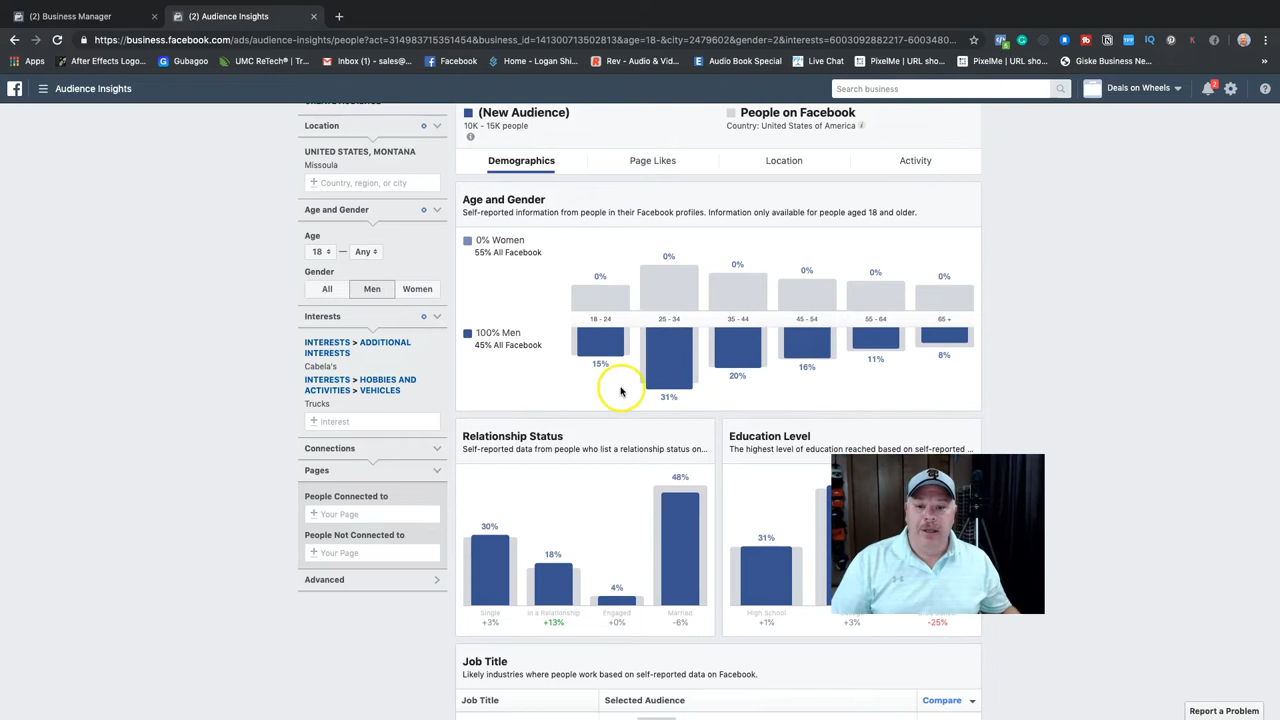 (2) Business Manager
(2) Audience Insights
https://business.facebook.com/ads/audience-insights/people?act=314983715351454&business_id=141300713502813&age=18-&city=2479602&gender=2&interests=6003092882217-6003480...
Apps
After Effects Logo...
Gubagoo
UMC ReTech® | Tr...
Inbox (1) - sales@...
Facebook
Home - Logan Shi...
Rev - Audio & Vid...
Audio Book Special
Live Chat
PixelMe | URL sho...
PixelMe | URL sho...
Giske Business Ne...
Audience Insights
Search business
Deals on Wheels
2
Location
UNITED STATES, MONTANA
Missoula
Country, region, or city
Age and Gender
Age
18 — Any
Gender
All Men Women
Interests
INTERESTS > ADDITIONAL
INTERESTS
Cabela's
INTERESTS > HOBBIES AND
ACTIVITIES > VEHICLES
Trucks
Interest
Connections
Pages
People Connected to
Your Page
People Not Connected to
Your Page
Advanced
(New Audience)
10K - 15K people
People on Facebook
Country: United States of America
Demographics
Page Likes
Location
Activity
Age and Gender
Self-reported information from people in their Facebook profiles. Information only available for people aged 18 and older.
0% Women
55% All Facebook
0% 0% 0% 0% 0% 0%
18 - 24 25 - 34 35 - 44 45 - 54 55 - 64 65 +
100% Men
45% All Facebook
15% 31% 20% 16% 11% 8%
Relationship Status
Self-reported data from people who list a relationship status on...
30% 18% 4% 48%
Single In a Relationship Engaged Married
+3% +13% +0% -6%
Education Level
The highest level of education reached based on self-reported ...
31%
High School
+1% +3% -25%
Job Title
Likely industries where people work based on self-reported data on Facebook.
Job Title
Selected Audience
Compare
Report a Problem